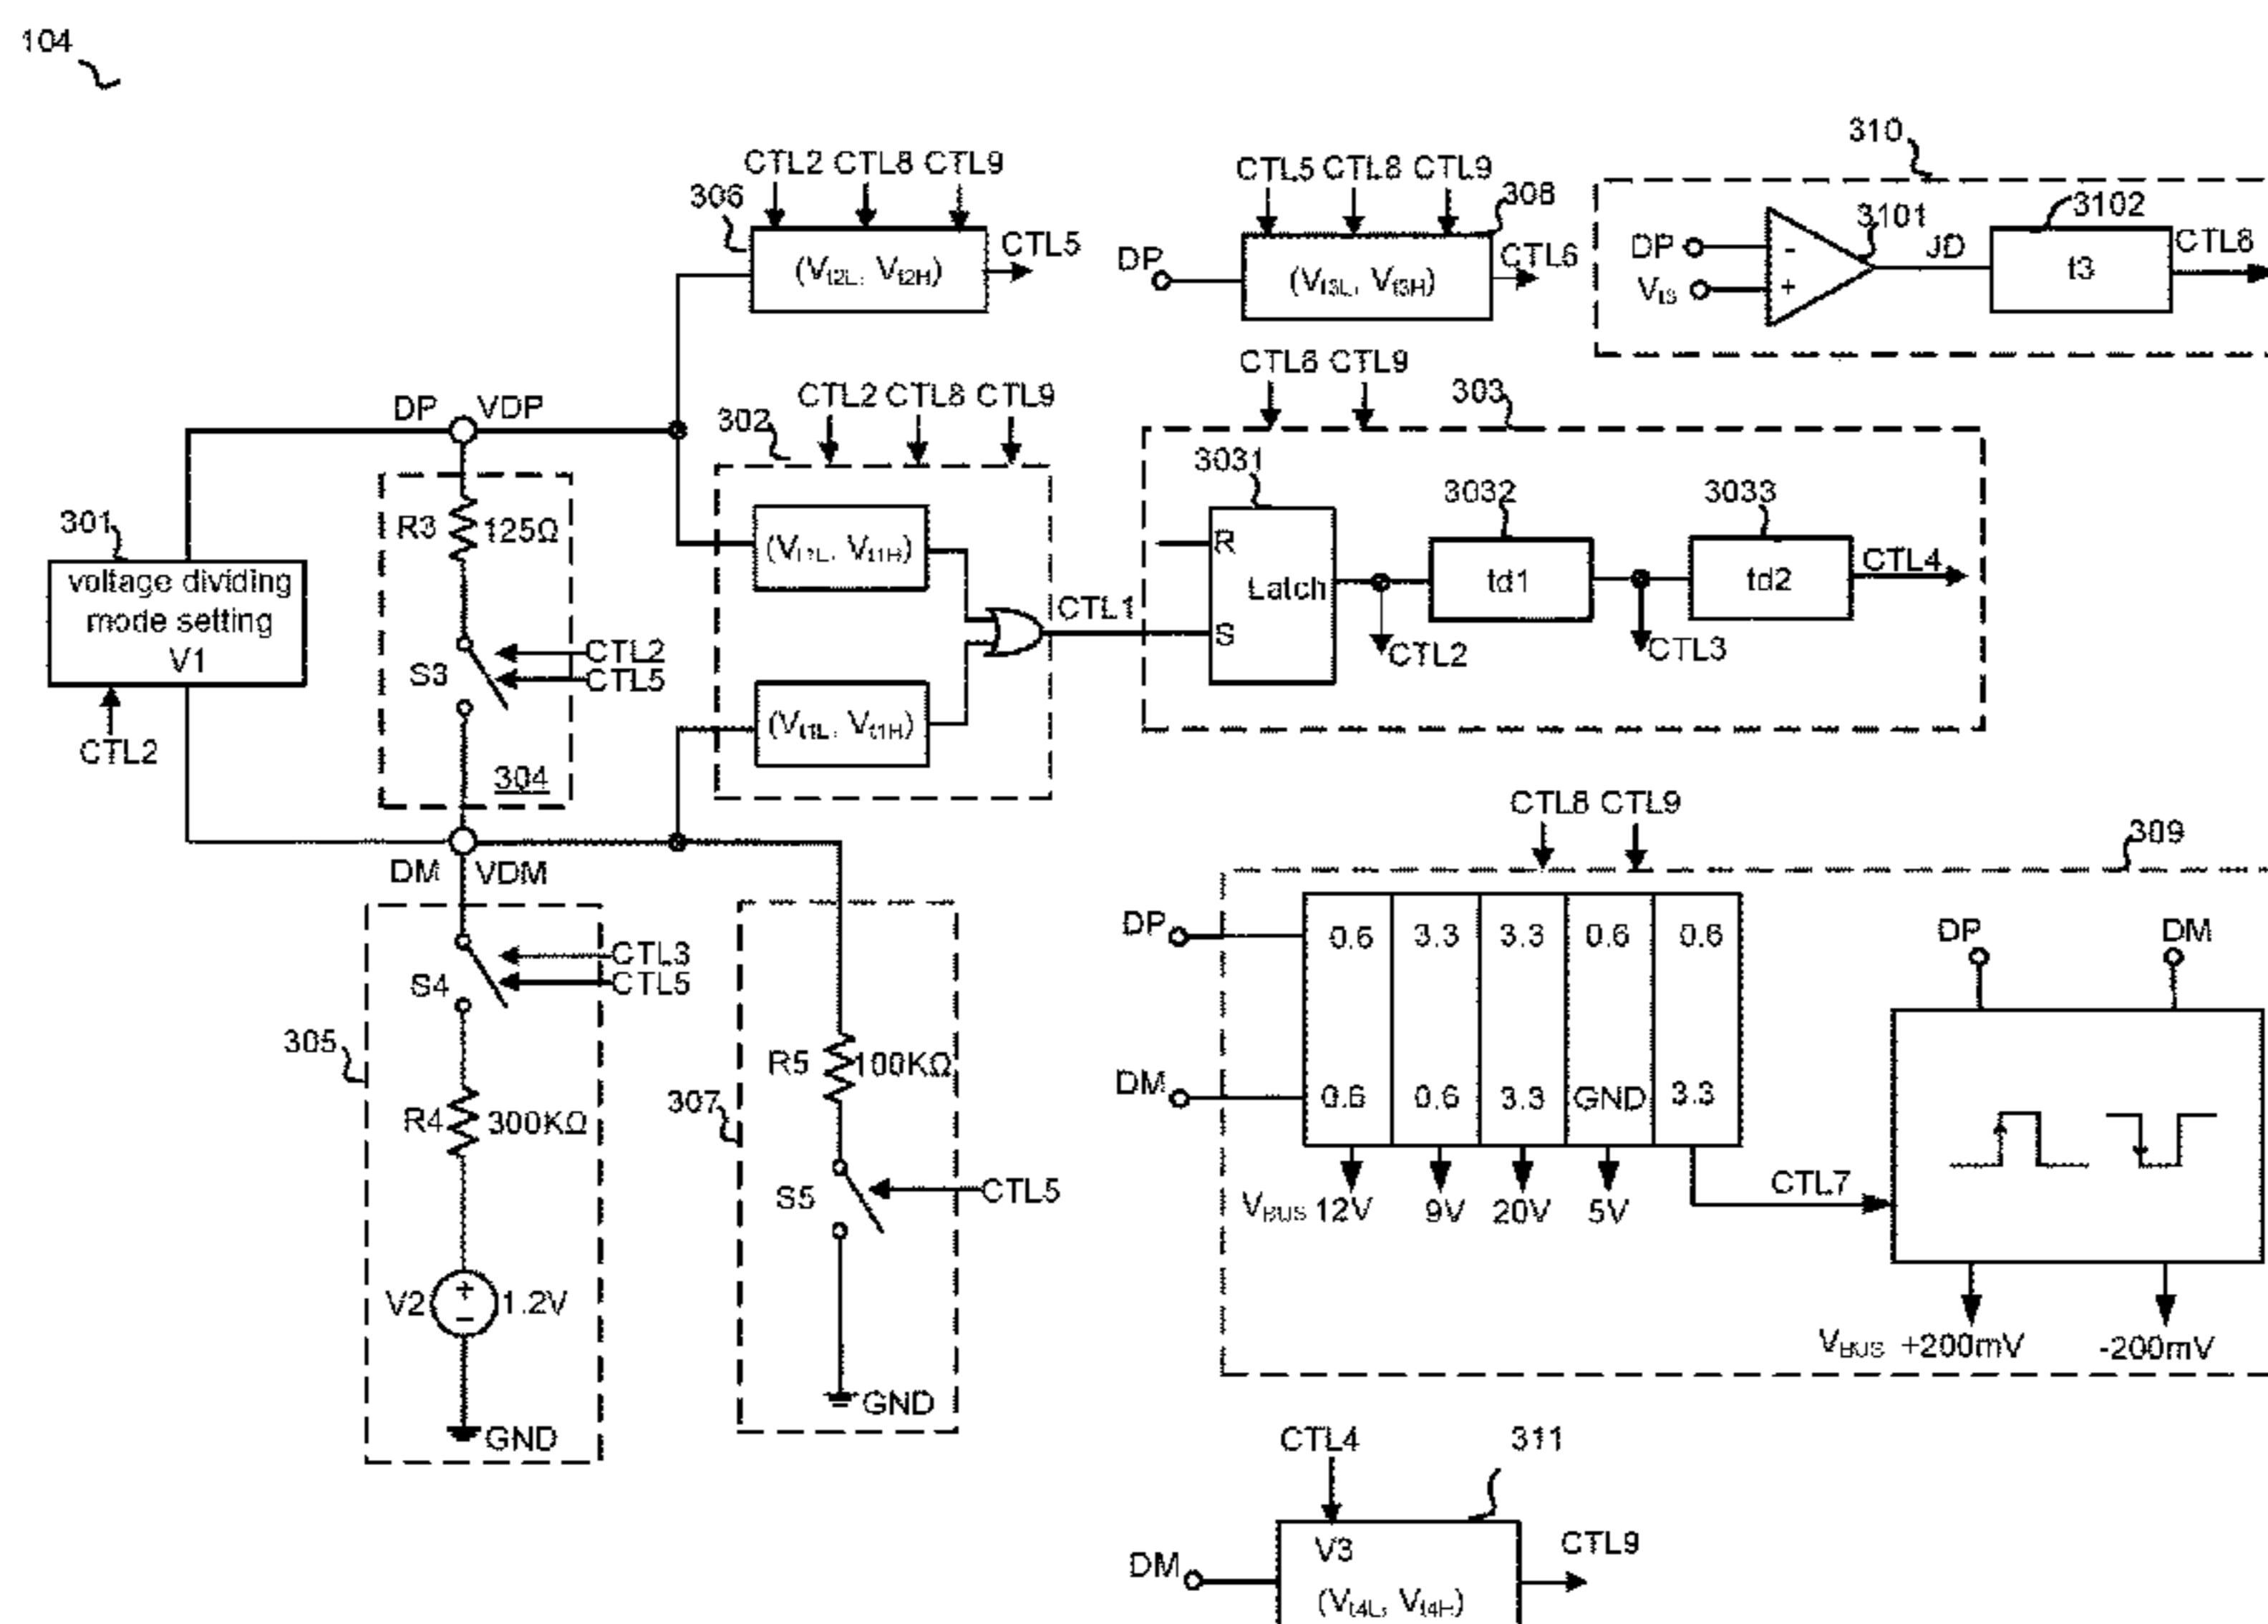 104
CTL2 CTL8 CTL9
306
(Vt2L, Vt2H)
CTL5
CTL5 CTL8 CTL9
308
DP
(Vt3L, Vt3H)
CTL6
310
3101
3102
DP
-
+
JD
t3
CTL8
DP VDP
301
voltage dividing
mode setting
V1
CTL2
R3 125Ω
S3
CTL2
CTL5
304
302
CTL2 CTL8 CTL9
(Vt1L, Vt1H)
(Vt1L, Vt1H)
CTL1
CTL8 CTL9
303
3031
R
Latch
S
3032
td1
3033
td2
CTL4
CTL2
CTL3
DM VDM
305
S4
CTL3
CTL5
R4 300KΩ
V2
+
-
1.2V
GND
307
R5 100KΩ
S5
CTL5
GND
CTL8 CTL9
309
DP
0.6 3.3 3.3 0.6 0.6
DM
0.6 0.6 3.3 GND 3.3
VBUS 12V 9V 20V 5V
CTL7
DP DM
VBUS +200mV -200mV
CTL4
311
DM
V3
(Vt4L, Vt4H)
CTL9